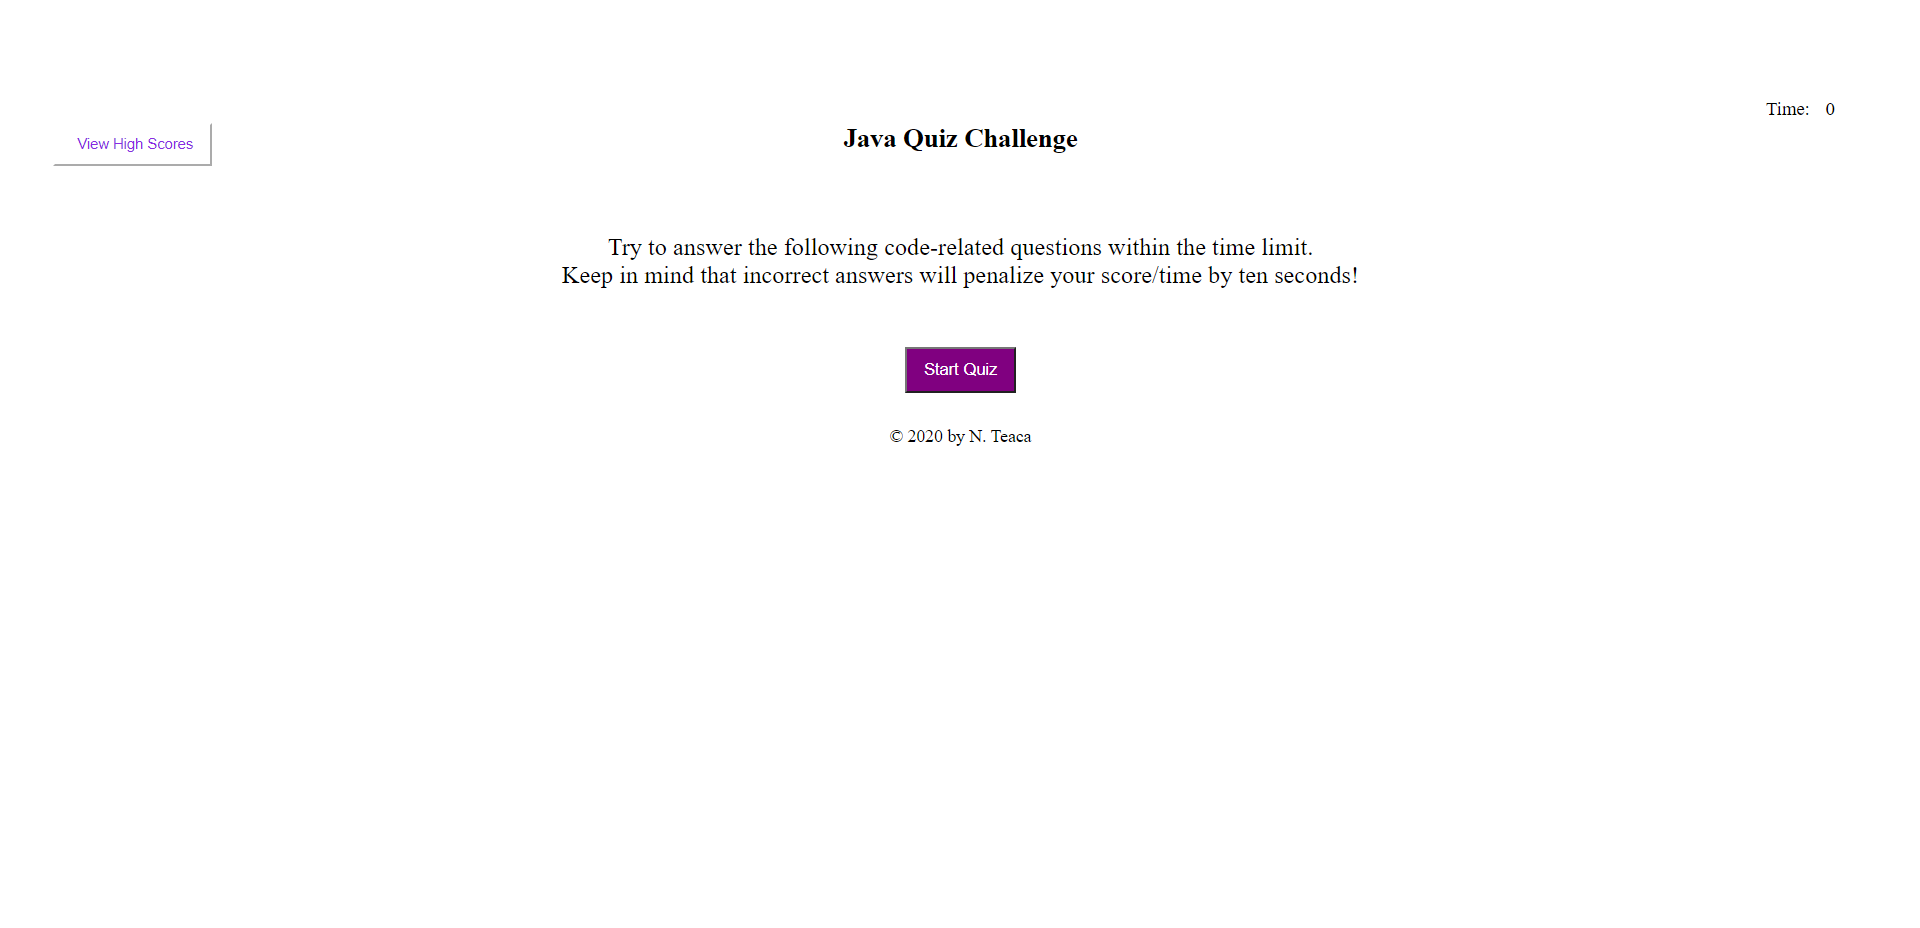 Time: 0
View High Scores
Java Quiz Challenge
Try to answer the following code-related questions within the time limit.
Keep in mind that incorrect answers will penalize your score/time by ten seconds!
Start Quiz
© 2020 by N. Teaca